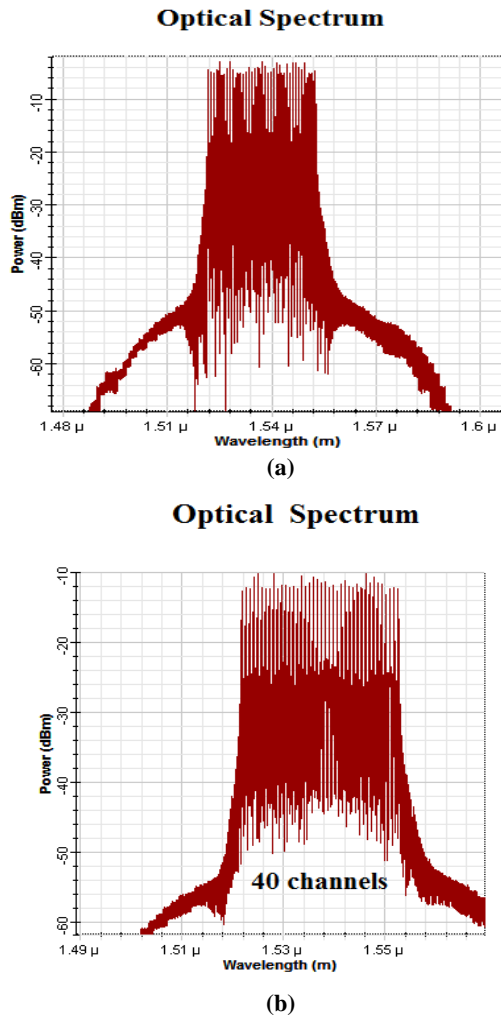 Optical Spectrum
Power (dBm)
-10
-20
-30
-40
-50
-60
1.48 µ 1.51 µ 1.54 µ 1.57 µ 1.6 µ
Wavelength (m)
(a)
Optical Spectrum
Power (dBm)
-10
-20
-30
-40
-50
-60
40 channels
1.49 µ 1.51 µ 1.53 µ 1.55 µ
Wavelength (m)
(b)